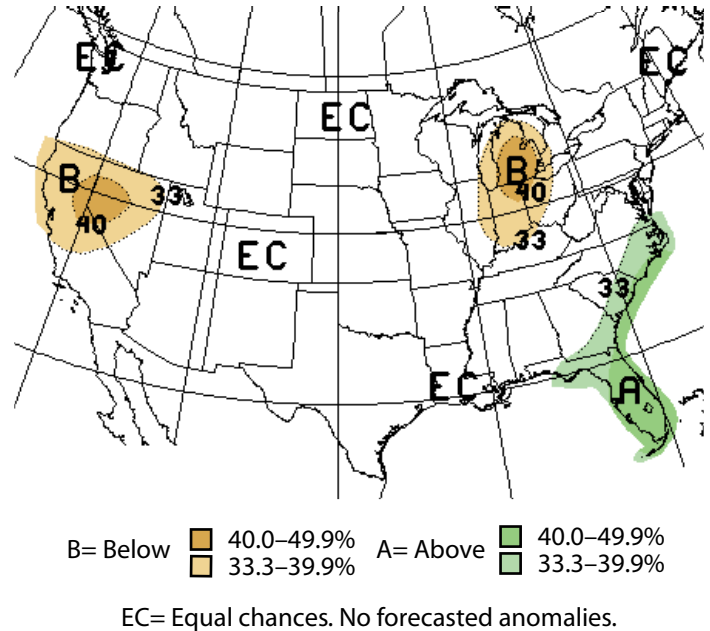 EC
EC
EC
B
40
33
B
40
33
EC
33
EC
A
B= Below
40.0–49.9%
33.3–39.9%
A= Above
40.0–49.9%
33.3–39.9%
EC= Equal chances. No forecasted anomalies.